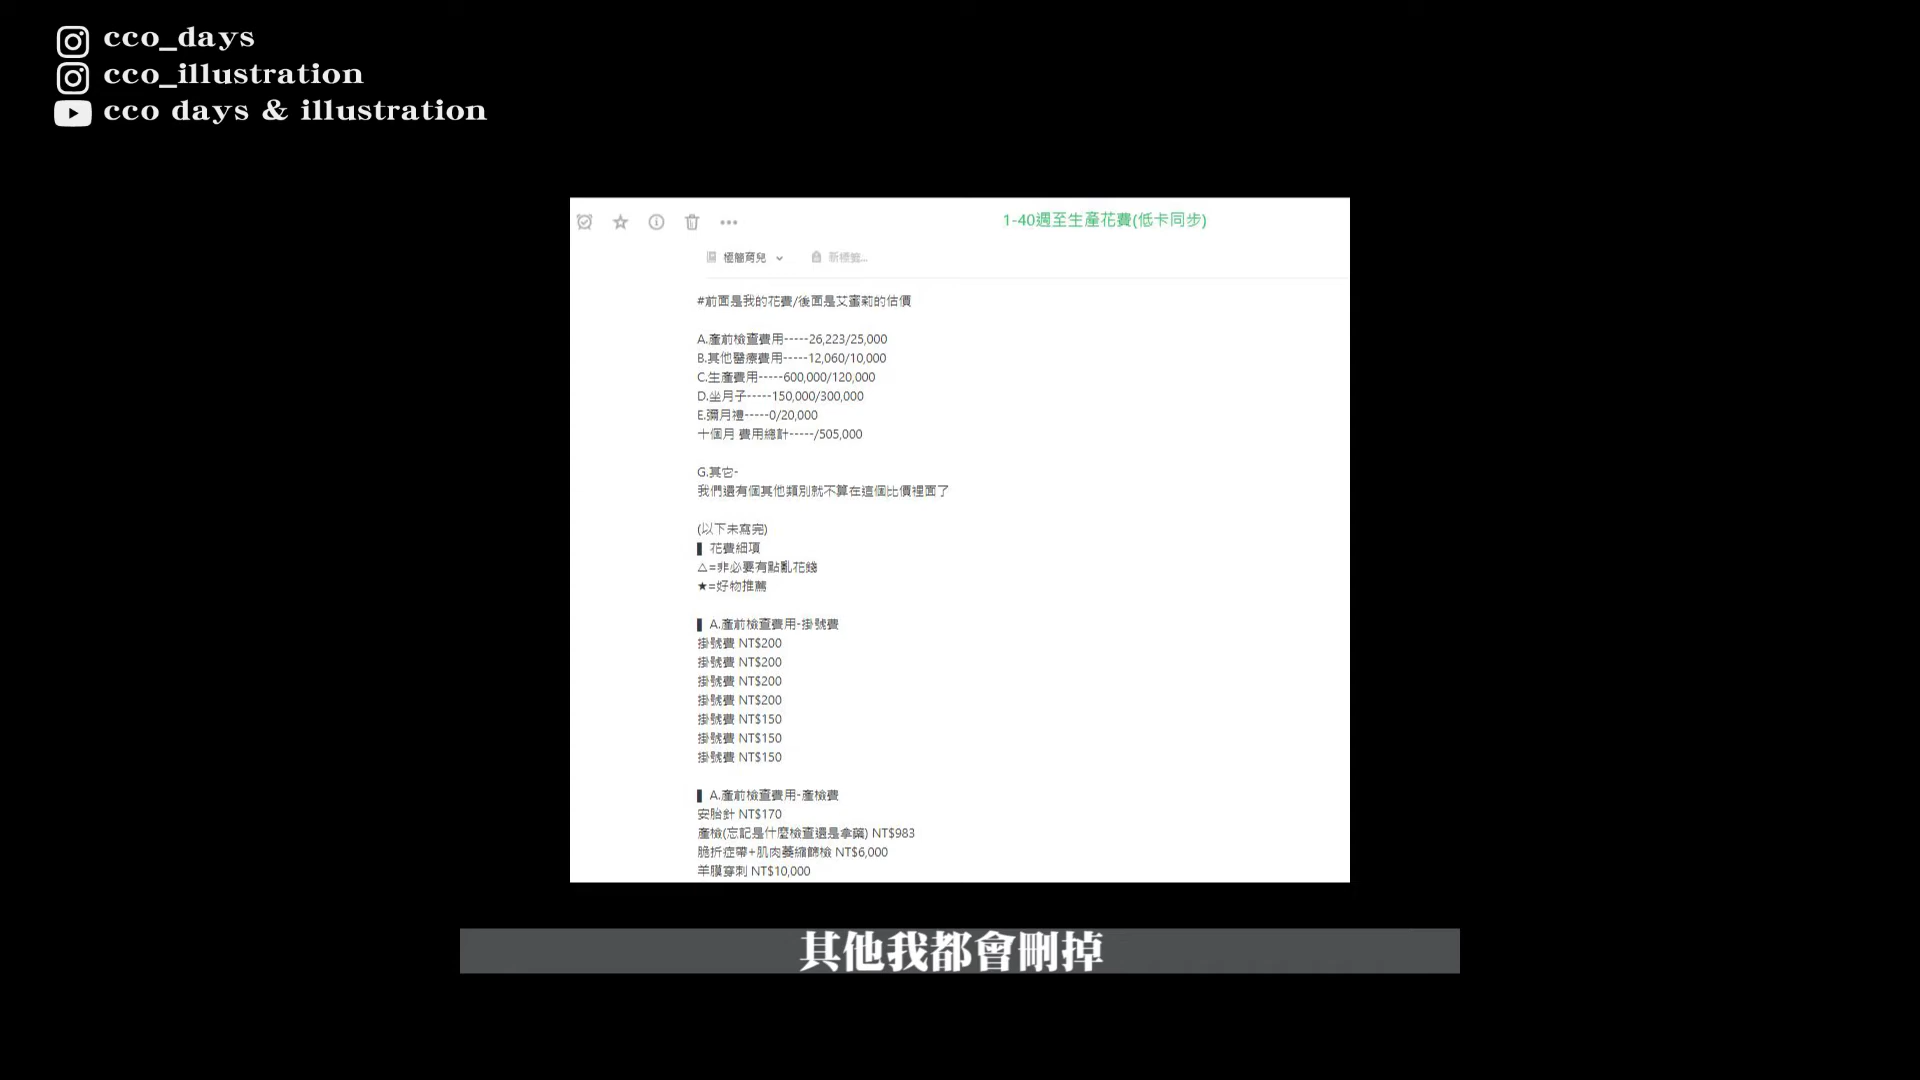 cco_days
cco_illustration
cco days & illustration
1-40週至生產花費(低卡同步)
極簡育兒
新標籤...
#前面是我的花費/後面是艾蜜莉的估價
A.產前檢查費用-----26,223/25,000
B.其他醫療費用-----12,060/10,000
C.生產費用-----600,000/120,000
D.坐月子-----150,000/300,000
E.彌月禮-----0/20,000
十個月 費用總計-----/505,000
G.其它-
我們還有個其他類別就不算在這個比價裡面了
(以下未寫完)
▌ 花費細項
△=非必要有點亂花錢
★=好物推薦
▌ A.產前檢查費用-掛號費
掛號費 NT$200
掛號費 NT$200
掛號費 NT$200
掛號費 NT$200
掛號費 NT$150
掛號費 NT$150
掛號費 NT$150
▌ A.產前檢查費用-產檢費
安胎針 NT$170
產檢(忘記是什麼檢查還是拿藥) NT$983
脆折症帶+肌肉萎縮篩檢 NT$6,000
羊膜穿刺 NT$10,000
其他我都會刪掉